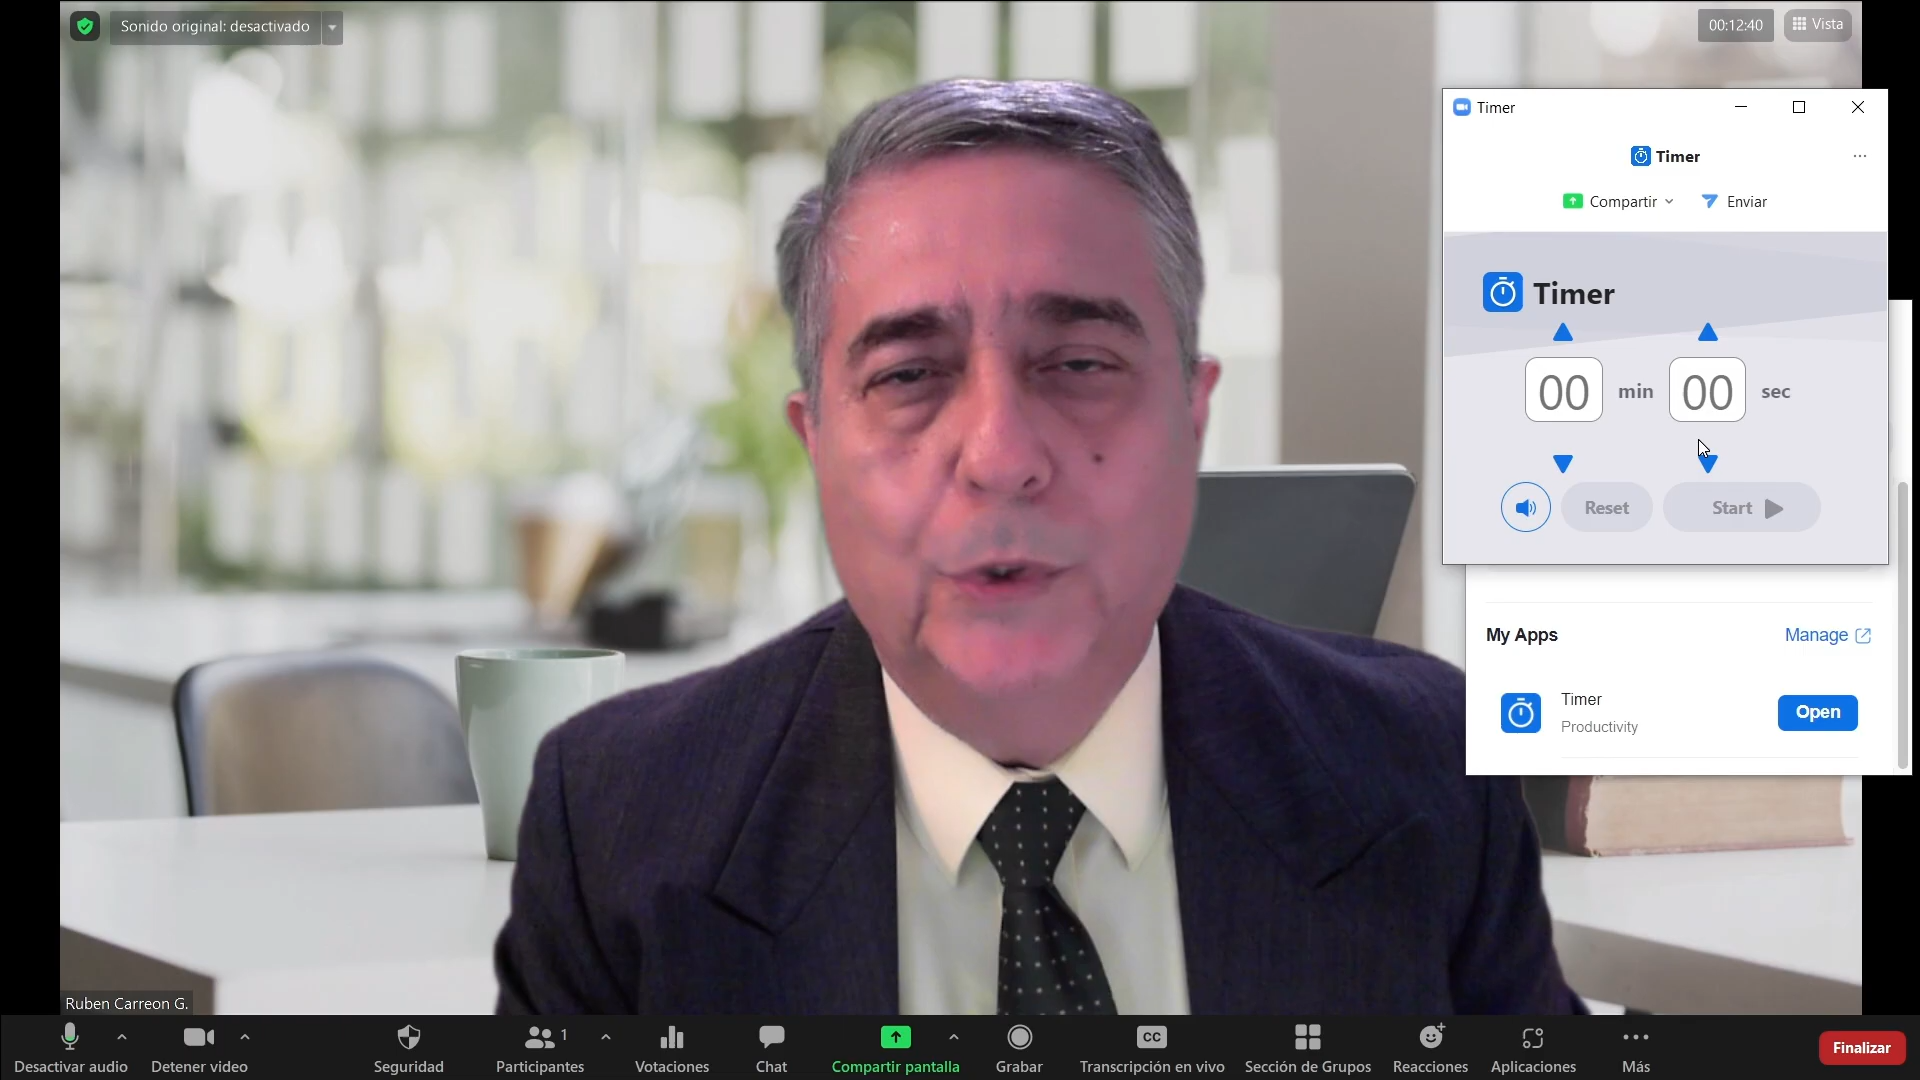 Sonido original: desactivado
00:12:40
Vista
Timer
Timer
Compartir
Enviar
Timer
00 min 00 sec
Reset
Start
My Apps
Manage
Timer
Productivity
Open
Ruben Carreon G.
Desactivar audio
Detener video
Seguridad
1
Participantes
Votaciones
Chat
Compartir pantalla
Grabar
CC
Transcripción en vivo
Sección de Grupos
Reacciones
Aplicaciones
Más
Finalizar